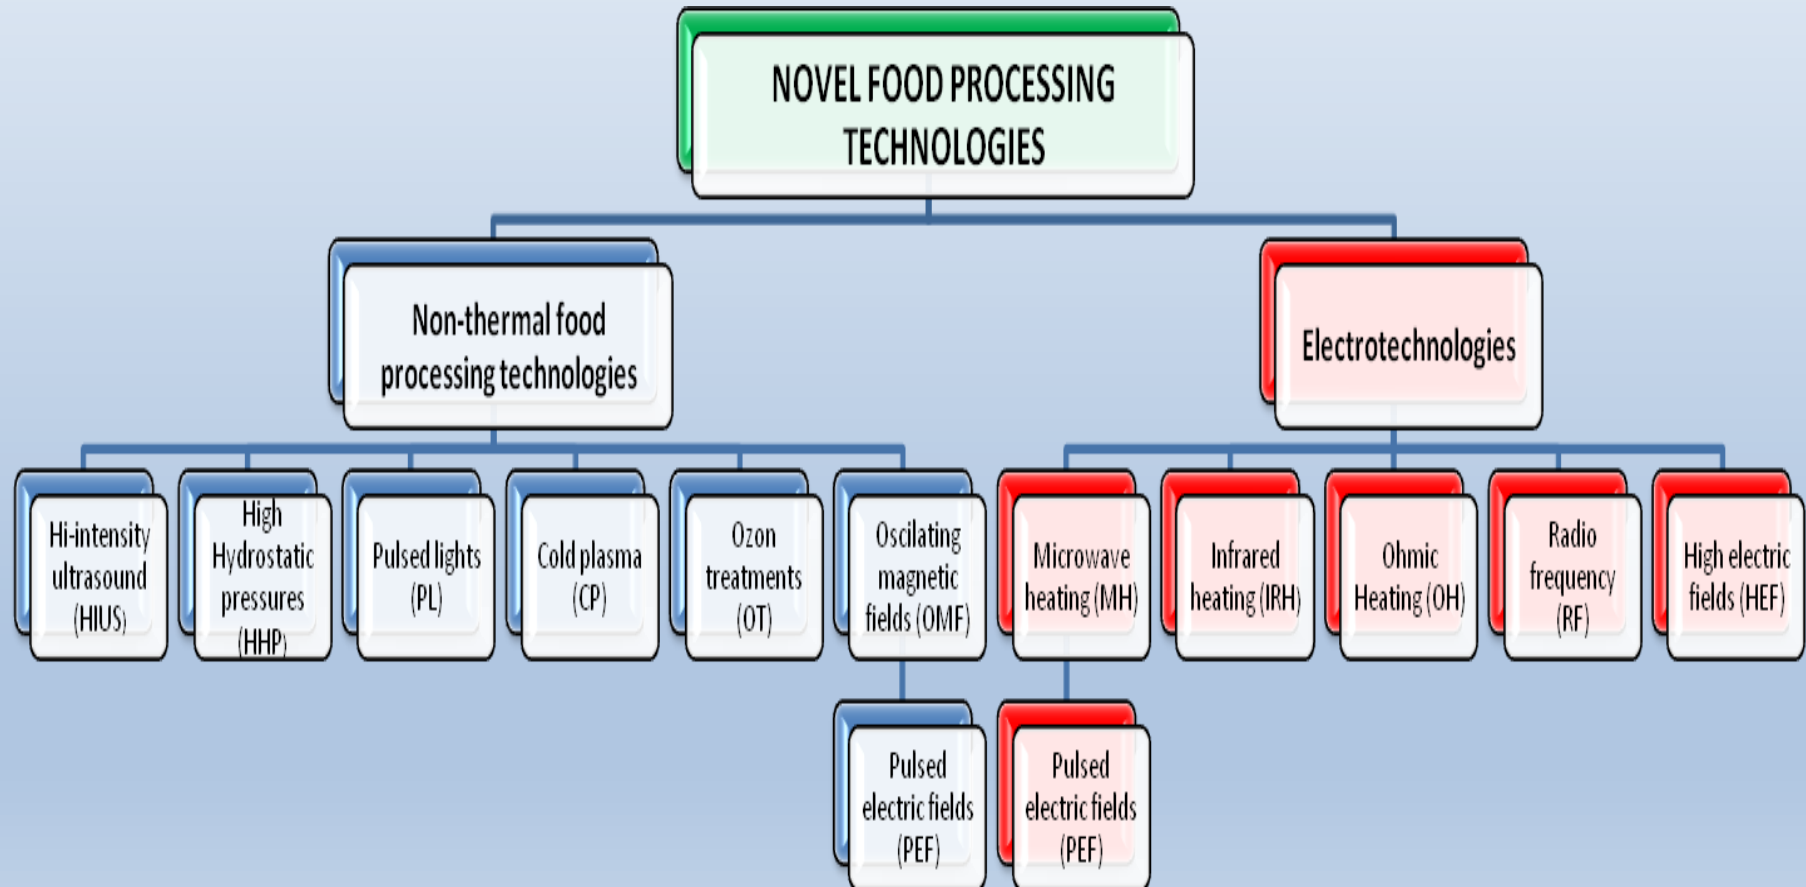 NOVEL FOOD PROCESSING
TECHNOLOGIES
Non-thermal food
processing technologies
Electrotechnologies
Hi-intensity
ultrasound
(HIUS)
High
Hydrostatic
pressures
(HHP)
Pulsed lights
(PL)
Cold plasma
(CP)
Ozon
treatments
(OT)
Oscilating
magnetic
fields (OMF)
Microwave
heating (MH)
Infrared
heating (IRH)
Ohmic
Heating (OH)
Radio
frequency
(RF)
High electric
fields (HEF)
Pulsed
electric fields
(PEF)
Pulsed
electric fields
(PEF)